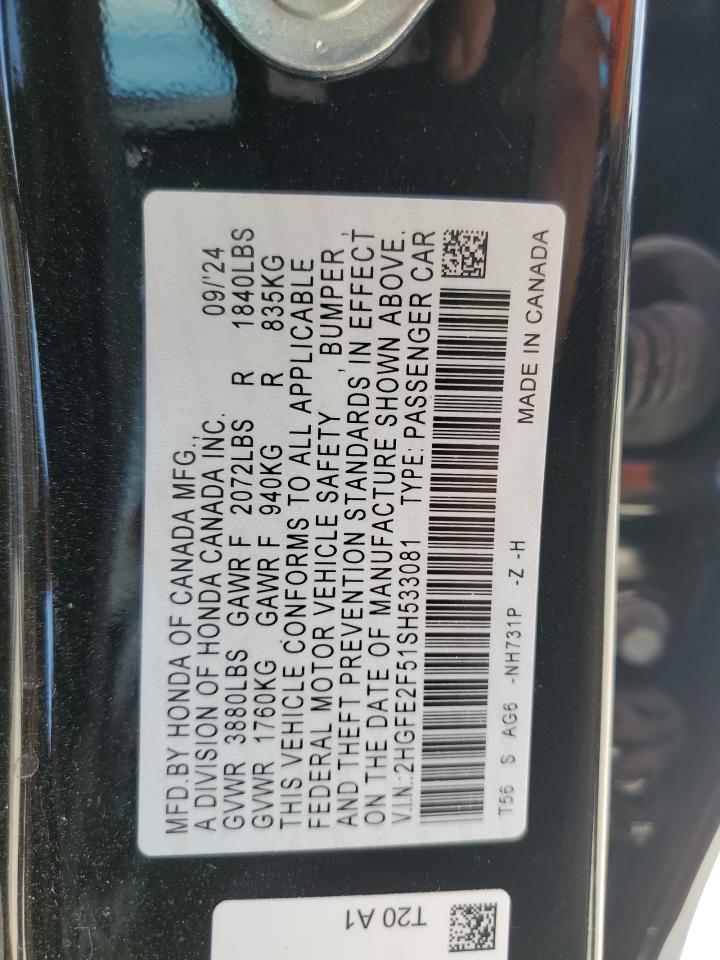 MFD.BY HONDA OF CANADA MFG.,
A DIVISION OF HONDA CANADA INC. 09/'24
GVWR 3880LBS GAWR F 2072LBS R 1840LBS
GVWR 1760KG GAWR F 940KG R 835KG
THIS VEHICLE CONFORMS TO ALL APPLICABLE
FEDERAL MOTOR VEHICLE SAFETY , BUMPER ,
AND THEFT PREVENTION STANDARDS IN EFFECT
ON THE DATE OF MANUFACTURE SHOWN ABOVE.
V.I.N.:2HGFE2F51SH533081 TYPE: PASSENGER CAR
T56 S AG6 -NH731P -Z -H MADE IN CANADA
T20 A1